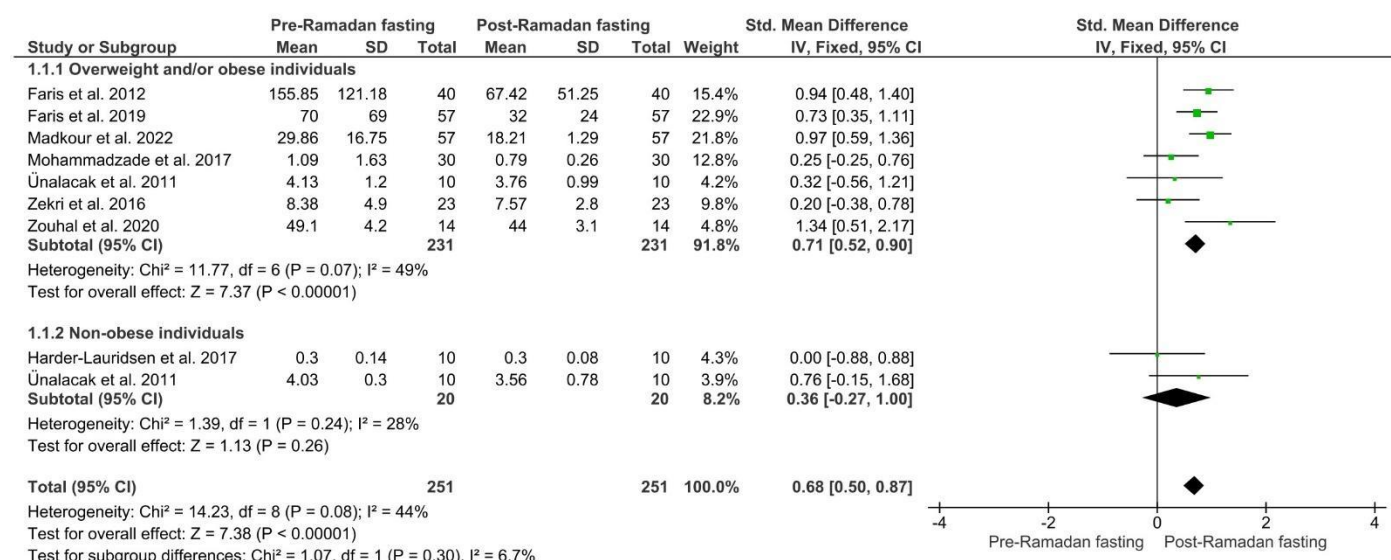 Pre-Ramadan fasting Post-Ramadan fasting Std. Mean Difference Std. Mean Difference
Study or Subgroup Mean SD Total Mean SD Total Weight IV, Fixed, 95% CI IV, Fixed, 95% CI
1.1.1 Overweight and/or obese individuals
Faris et al. 2012 155.85 121.18 40 67.42 51.25 40 15.4% 0.94 [0.48, 1.40]
Faris et al. 2019 70 69 57 32 24 57 22.9% 0.73 [0.35, 1.11]
Madkour et al. 2022 29.86 16.75 57 18.21 1.29 57 21.8% 0.97 [0.59, 1.36]
Mohammadzade et al. 2017 1.09 1.63 30 0.79 0.26 30 12.8% 0.25 [-0.25, 0.76]
Ünalacak et al. 2011 4.13 1.2 10 3.76 0.99 10 4.2% 0.32 [-0.56, 1.21]
Zekri et al. 2016 8.38 4.9 23 7.57 2.8 23 9.9% 0.20 [-0.38, 0.78]
Zouhal et al. 2020 49.1 4.2 14 44 3.1 14 4.8% 1.34 [0.51, 2.17]
Subtotal (95% CI) 231 231 91.8% 0.71 [0.52, 0.90]
Heterogeneity: Chi² = 11.77, df = 6 (P = 0.07); I² = 49%
Test for overall effect: Z = 7.37 (P < 0.00001)
1.1.2 Non-obese individuals
Harder-Lauridsen et al. 2017 0.3 0.14 10 0.3 0.08 10 4.3% 0.00 [-0.88, 0.88]
Ünalacak et al. 2011 4.03 0.3 10 3.56 0.78 10 3.9% 0.76 [-0.15, 1.68]
Subtotal (95% CI) 20 20 8.2% 0.36 [-0.27, 1.00]
Heterogeneity: Chi² = 1.39, df = 1 (P = 0.24); I² = 28%
Test for overall effect: Z = 1.13 (P = 0.26)
Total (95% CI) 251 251 100.0% 0.68 [0.50, 0.87]
Heterogeneity: Chi² = 14.23, df = 8 (P = 0.08); I² = 44%
Test for overall effect: Z = 7.38 (P < 0.00001)
Test for subgroup differences: Chi² = 1.07, df = 1 (P = 0.30), I² = 6.7%
-4 -2 0 2 4
Pre-Ramadan fasting Post-Ramadan fasting